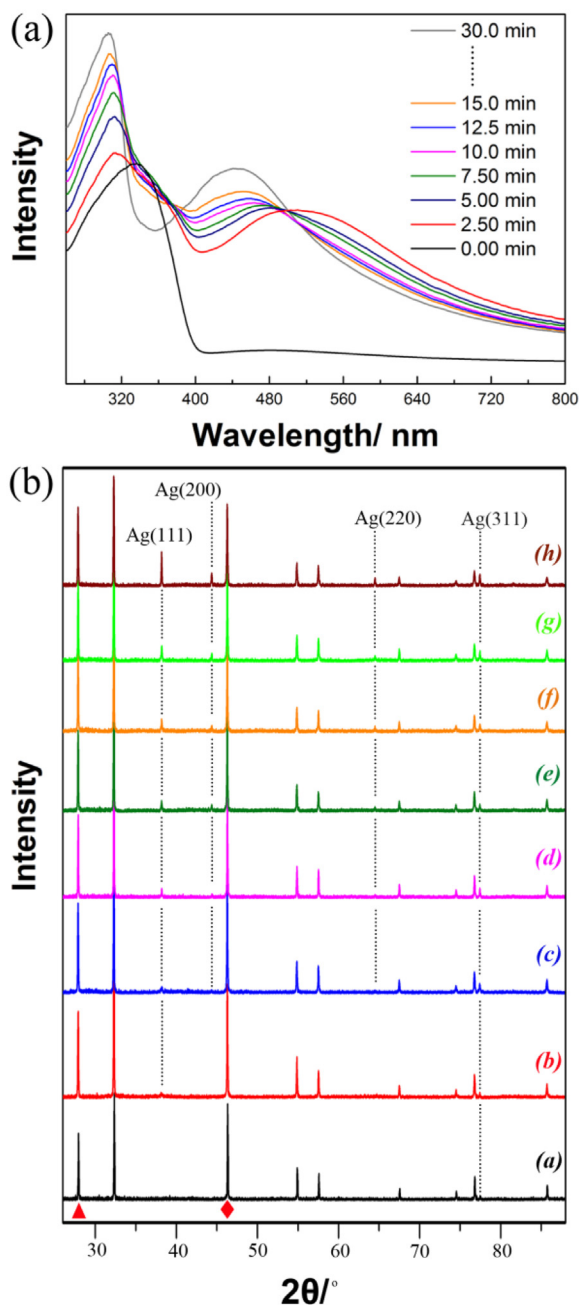 (a)
Intensity
30.0 min
15.0 min
12.5 min
10.0 min
7.50 min
5.00 min
2.50 min
0.00 min
320 400 480 560 640 720 800
Wavelength/ nm
(b)
Intensity
Ag(200)
Ag(111)
Ag(220)
Ag(311)
(h)
(g)
(f)
(e)
(d)
(c)
(b)
(a)
30 40 50 60 70 80
2θ/°